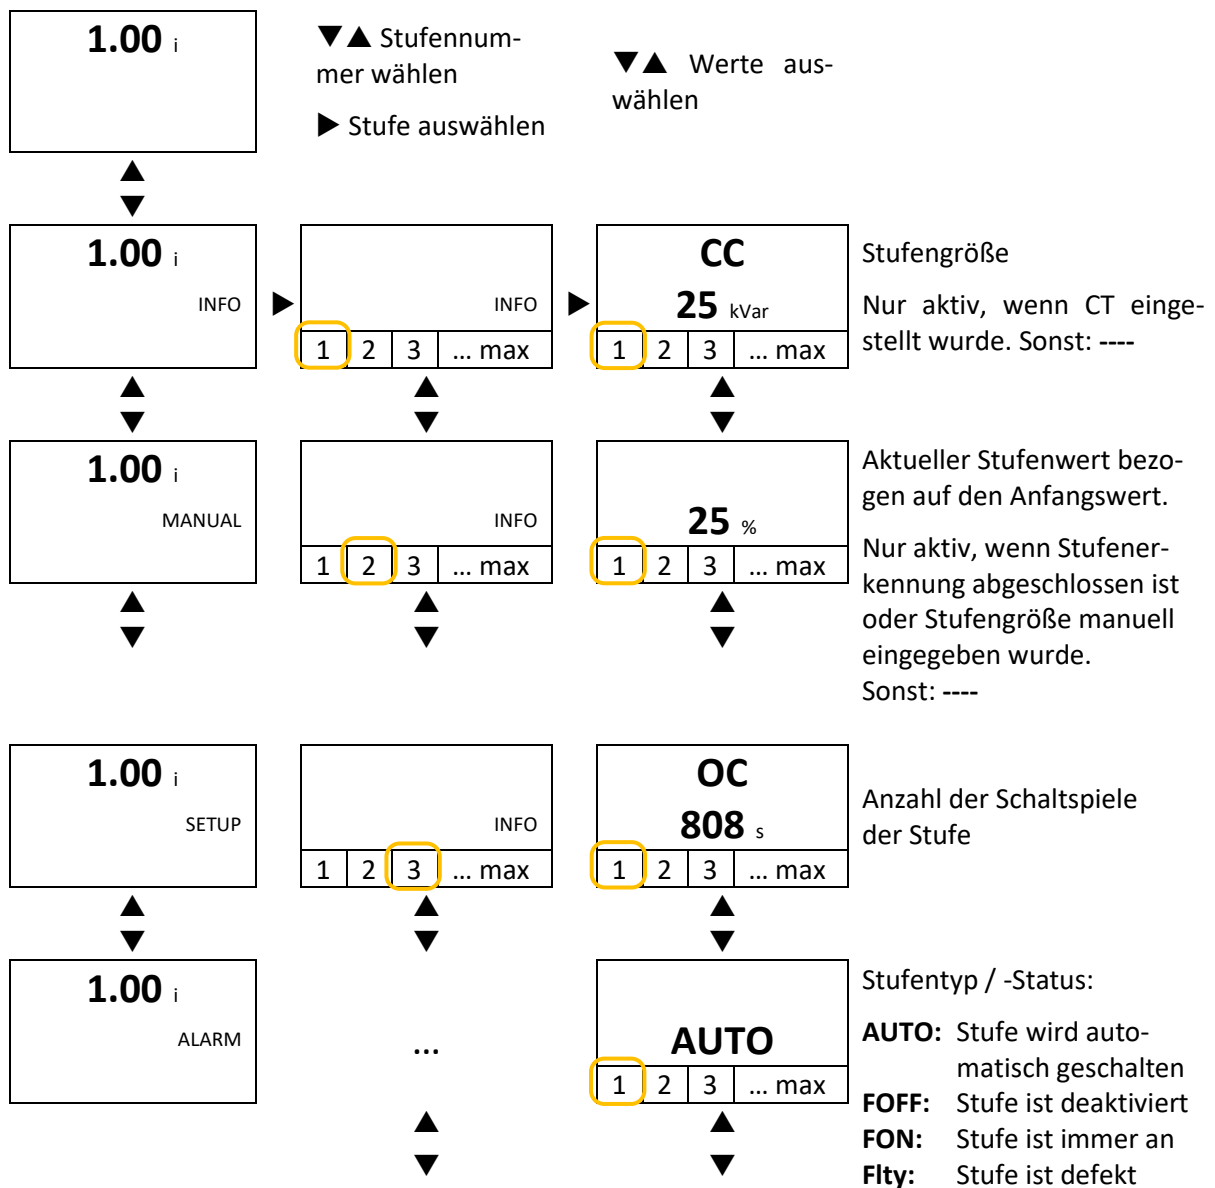 1.00 i
▼▲ Stufennum-
mer wählen
▶ Stufe auswählen
▼▲ Werte aus-
wählen
1.00 i
INFO
INFO
1 2 3 ... max
CC
25 kVar
1 2 3 ... max
Stufengröße
Nur aktiv, wenn CT einge-
stellt wurde. Sonst: ----
1.00 i
MANUAL
INFO
1 2 3 ... max
25 %
1 2 3 ... max
Aktueller Stufenwert bezo-
gen auf den Anfangswert.
Nur aktiv, wenn Stufener-
kennung abgeschlossen ist
oder Stufengröße manuell
eingegeben wurde.
Sonst: ----
1.00 i
SETUP
INFO
1 2 3 ... max
OC
808 s
1 2 3 ... max
Anzahl der Schaltspiele
der Stufe
1.00 i
ALARM
...
AUTO
1 2 3 ... max
Stufentyp / -Status:
AUTO: Stufe wird auto-
matisch geschalten
FOFF: Stufe ist deaktiviert
FON: Stufe ist immer an
Flty: Stufe ist defekt